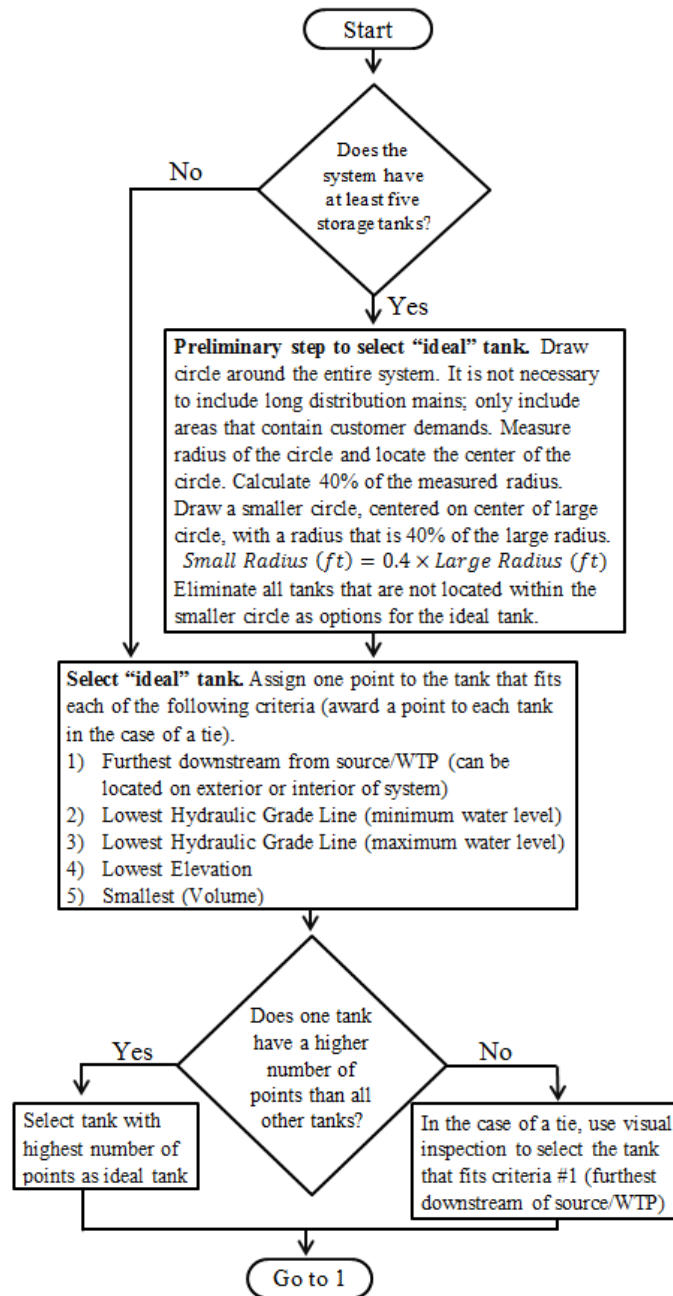 Start
Does the
system have
at least five
storage tanks?
No
Yes
Preliminary step to select “ideal” tank. Draw
circle around the entire system. It is not necessary
to include long distribution mains; only include
areas that contain customer demands. Measure
radius of the circle and locate the center of the
circle. Calculate 40% of the measured radius.
Draw a smaller circle, centered on center of large
circle, with a radius that is 40% of the large radius.
Small Radius (ft) = 0.4 × Large Radius (ft)
Eliminate all tanks that are not located within the
smaller circle as options for the ideal tank.
Select “ideal” tank. Assign one point to the tank that fits
each of the following criteria (award a point to each tank
in the case of a tie).
1) Furthest downstream from source/WTP (can be
located on exterior or interior of system)
2) Lowest Hydraulic Grade Line (minimum water level)
3) Lowest Hydraulic Grade Line (maximum water level)
4) Lowest Elevation
5) Smallest (Volume)
Does one tank
have a higher
number of
points than all
other tanks?
Yes
No
Select tank with
highest number of
points as ideal tank
In the case of a tie, use visual
inspection to select the tank
that fits criteria #1 (furthest
downstream of source/WTP)
Go to 1